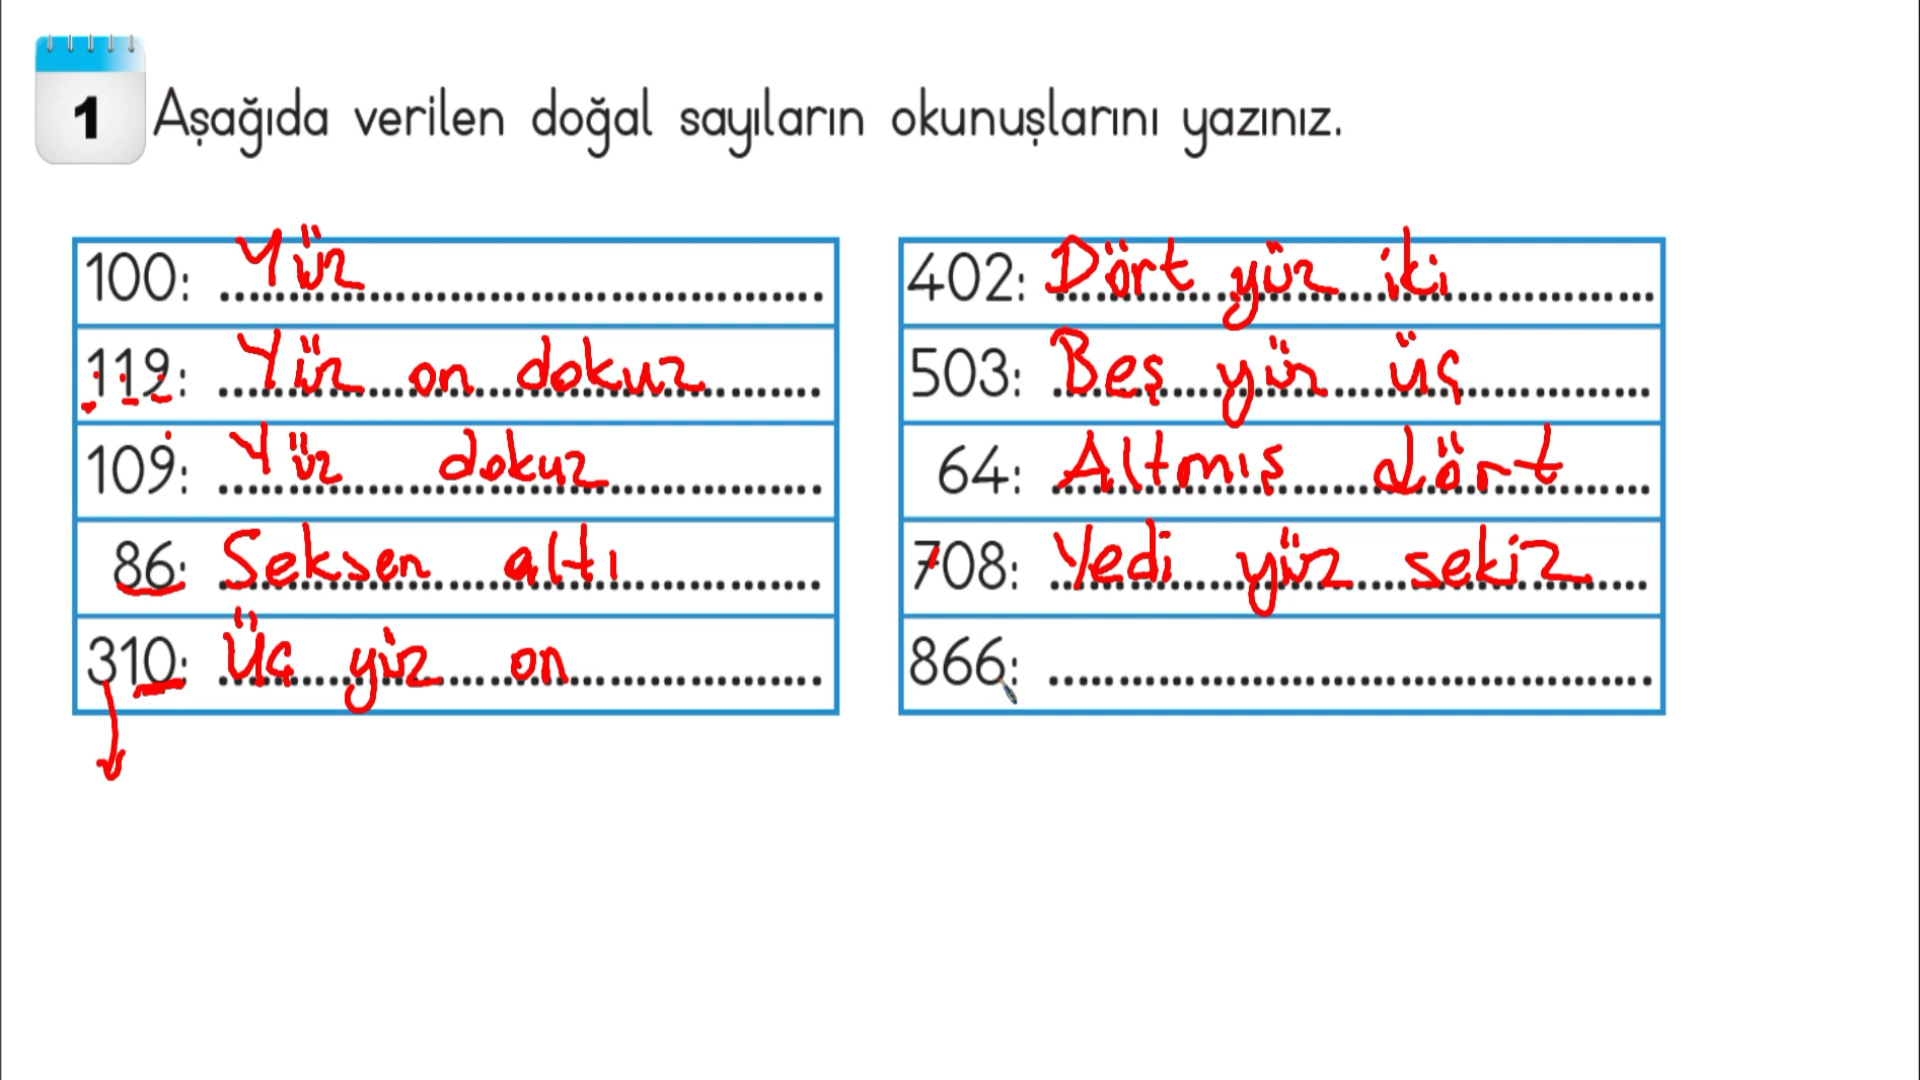 1 Aşağıda verilen doğal sayıların okunuşlarını yazınız.
100: Yüz
119: Yüz on dokuz
109: Yüz dokuz
86: Seksen altı
310: Üç yüz on
402: Dört yüz iki
503: Beş yüz üç
64: Altmış dört
708: Yedi yüz sekiz
866: